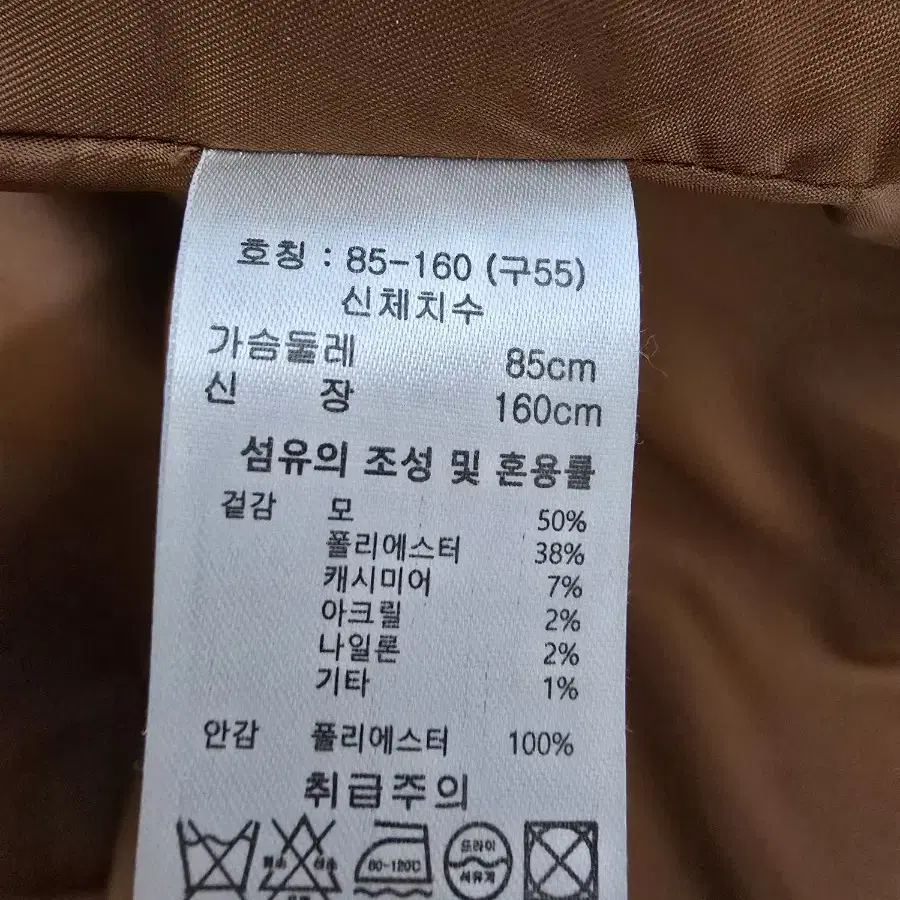 호칭 : 85-160 (구55)
신체치수
가슴둘레 85cm
신 장 160cm
섬유의 조성 및 혼용률
겉감 모 50%
폴리에스터 38%
캐시미어 7%
아크릴 2%
나일론 2%
기타 1%
안감 폴리에스터 100%
취급주의
80-120℃ 드라이
석유계